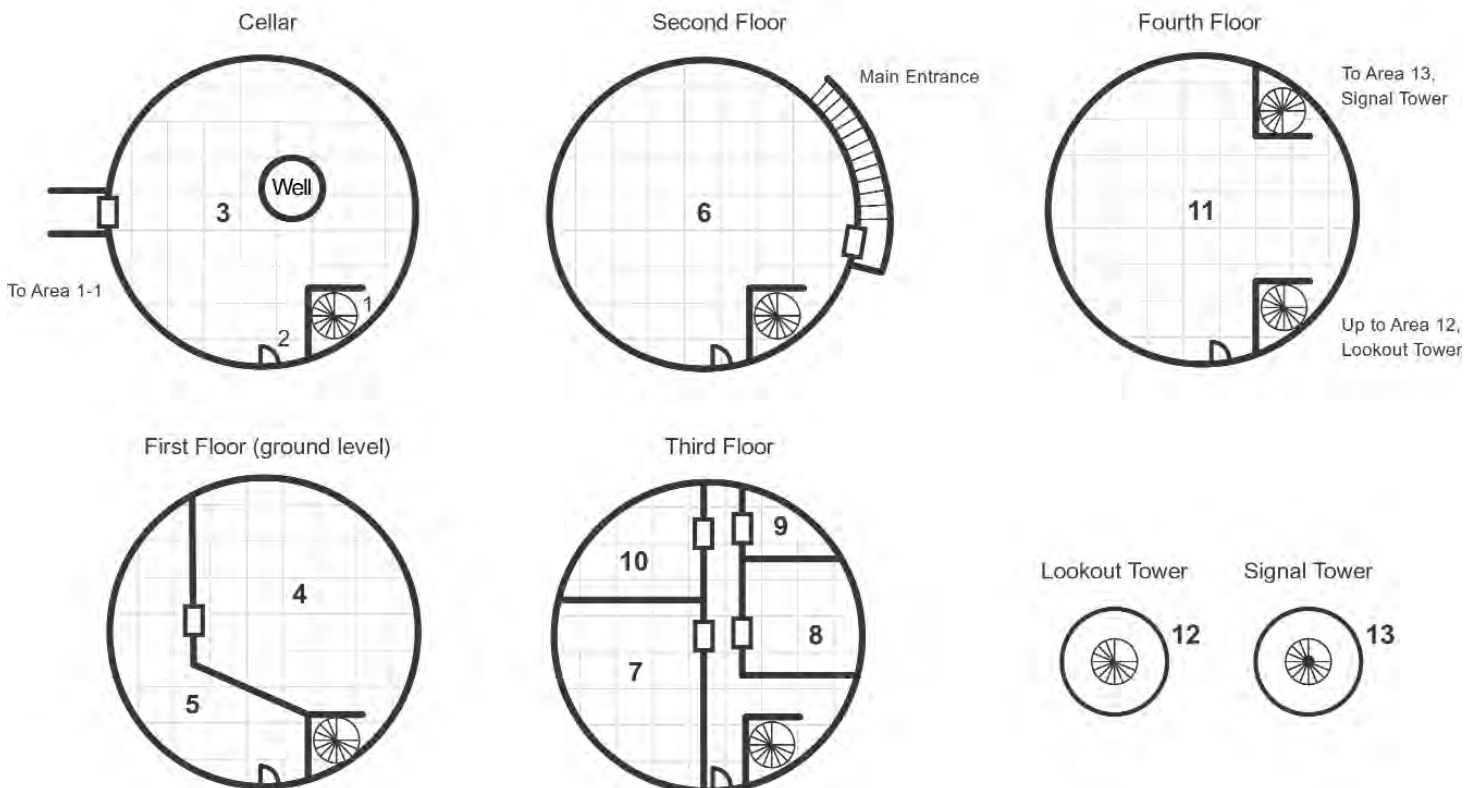 Cellar
Second Floor
Fourth Floor
Main Entrance
To Area 13,
Signal Tower
Well
3
6
11
To Area 1-1
1
2
Up to Area 12,
Lookout Tower
First Floor (ground level)
Third Floor
9
10
4
8
7
5
Lookout Tower
Signal Tower
12
13